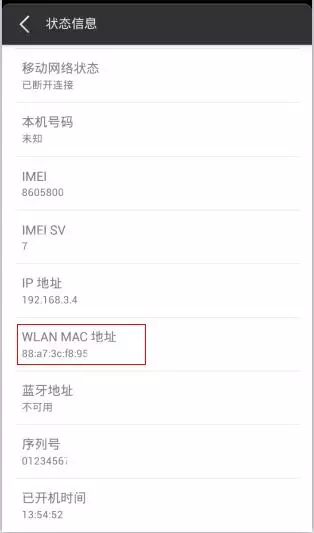 状态信息
移动网络状态
已断开连接
本机号码
未知
IMEI
8605800
IMEI SV
7
IP 地址
192.168.3.4
WLAN MAC 地址
88:a7:3c:f8:95
蓝牙地址
不可用
序列号
01234567
已开机时间
13:54:52